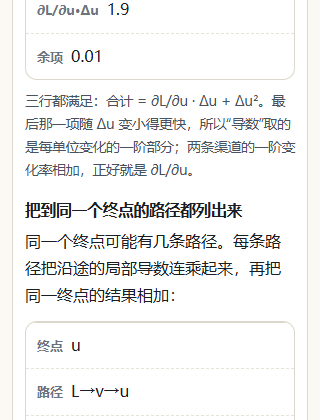 ∂L/∂u•Δu 1.9
余项 0.01
三行都满足：合计 = ∂L/∂u · Δu + Δu²。最
后那一项随 Δu 变小得更快，所以“导数”取的
是每单位变化的一阶部分；两条渠道的一阶变
化率相加，正好就是 ∂L/∂u。
把到同一个终点的路径都列出来
同一个终点可能有几条路径。每条路
径把沿途的局部导数连乘起来，再把
同一终点的结果相加：
终点 u
路径 L→v→u